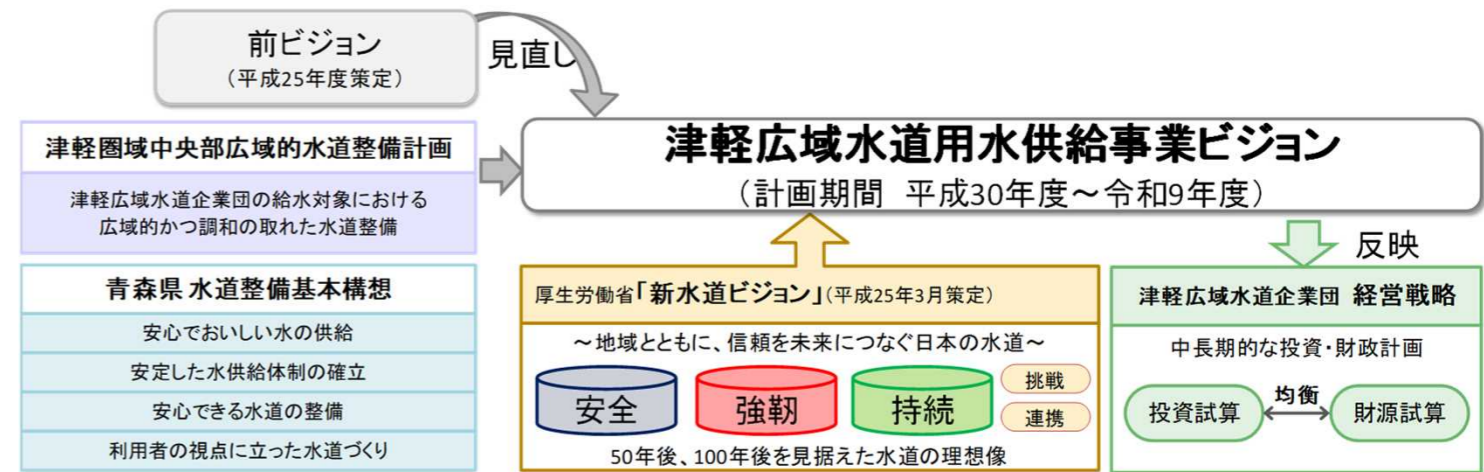 前ビジョン
（平成25年度策定）
見直し
津軽圏域中央部広域的水道整備計画
津軽広域水道企業団の給水対象における
広域的かつ調和の取れた水道整備
津軽広域水道用水供給事業ビジョン
（計画期間　平成30年度～令和9年度）
反映
青森県 水道整備基本構想
安心でおいしい水の供給
安定した水供給体制の確立
安心できる水道の整備
利用者の視点に立った水道づくり
厚生労働省「新水道ビジョン」（平成25年3月策定）
～地域とともに、信頼を未来につなぐ日本の水道～
安全
強靭
持続
挑戦
連携
50年後、100年後を見据えた水道の理想像
津軽広域水道企業団 経営戦略
中長期的な投資・財政計画
投資試算
均衡
財源試算